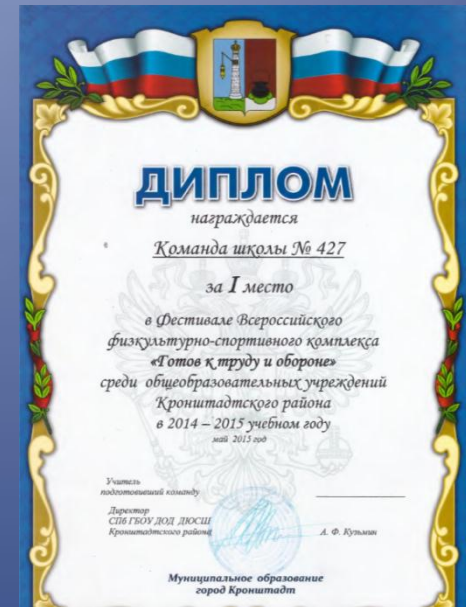 ДИПЛОМ
награждается
Команда школы № 427
за I место
в Фестивале Всероссийского
физкультурно-спортивного комплекса
«Готов к труду и обороне»
среди общеобразовательных учреждений
Кронштадтского района
в 2014 – 2015 учебном году
май 2015 год
Учитель
подготовивший команду
Директор
СПб ГБОУ ДОД ДЮСШ
Кронштадтского района
А. Ф. Кузьмин
Муниципальное образование
город Кронштадт